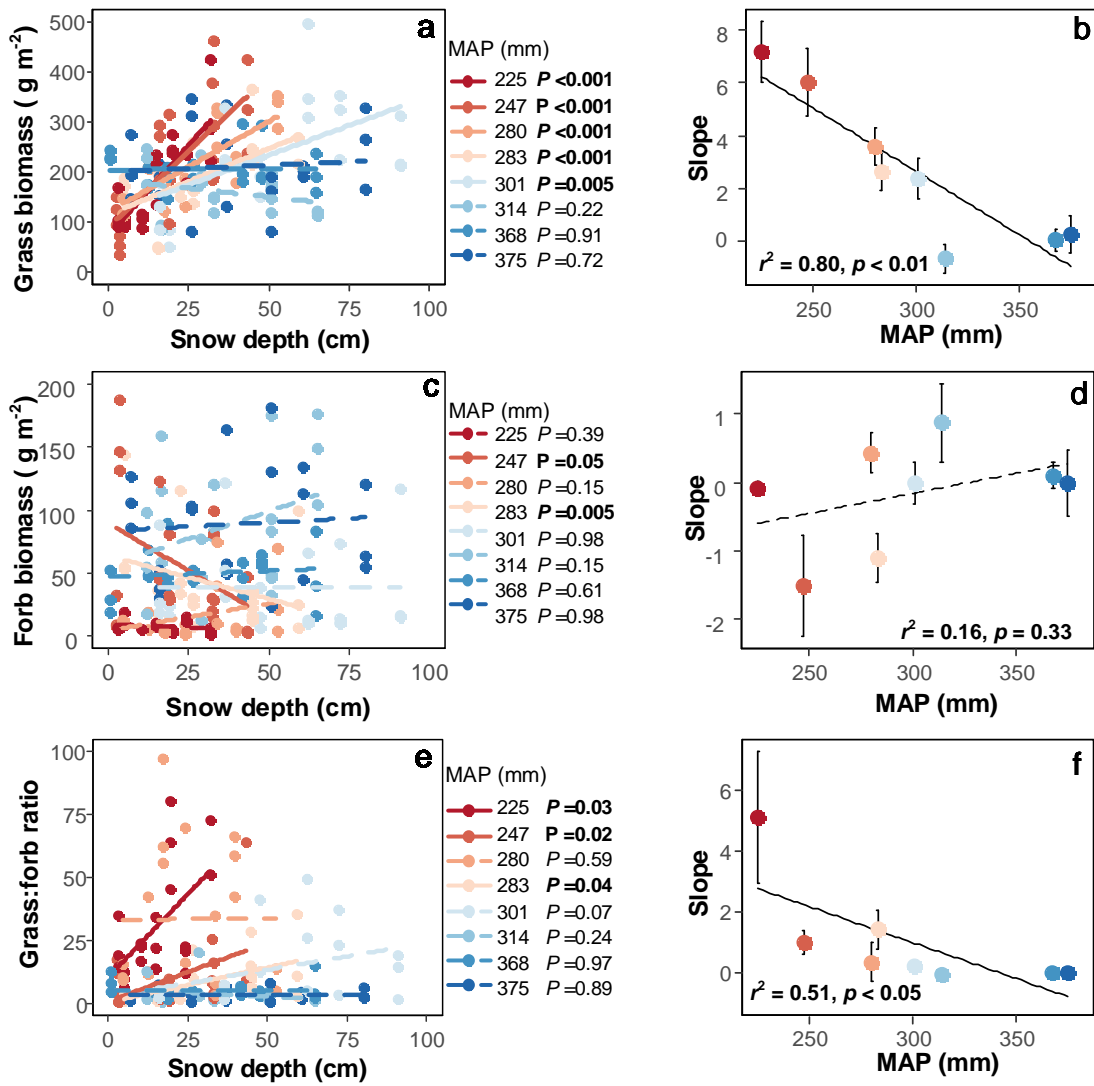 a
Grass biomass ( g m⁻²)
500
400
300
200
100
0
0 25 50 75 100
Snow depth (cm)
MAP (mm)
225 P <0.001
247 P <0.001
280 P <0.001
283 P <0.001
301 P =0.005
314 P =0.22
368 P =0.91
375 P =0.72
b
Slope
8
6
4
2
0
r² = 0.80, p < 0.01
250 300 350
MAP (mm)
c
Forb biomass ( g m⁻²)
200
150
100
50
0
0 25 50 75 100
Snow depth (cm)
MAP (mm)
225 P =0.39
247 P =0.05
280 P =0.15
283 P =0.005
301 P =0.98
314 P =0.15
368 P =0.61
375 P =0.98
d
Slope
1
0
-1
-2
r² = 0.16, p = 0.33
250 300 350
MAP (mm)
e
Grass:forb ratio
100
75
50
25
0
0 25 50 75 100
Snow depth (cm)
MAP (mm)
225 P =0.03
247 P =0.02
280 P =0.59
283 P =0.04
301 P =0.07
314 P =0.24
368 P =0.97
375 P =0.89
f
Slope
6
4
2
0
r² = 0.51, p < 0.05
250 300 350
MAP (mm)